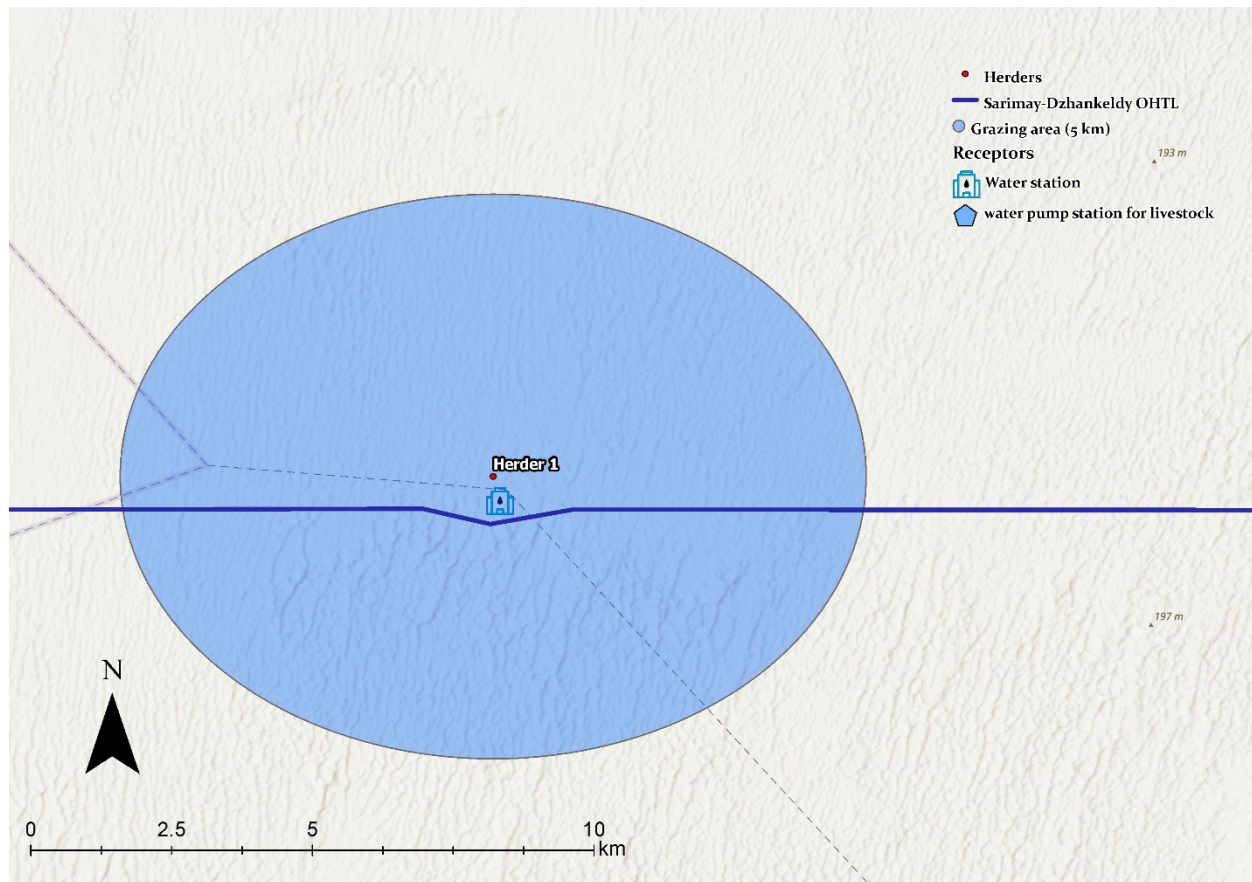 Herders
Sarimay-Dzhankeldy OHTL
Grazing area (5 km)
Receptors
Water station
water pump station for livestock
193 m
Herder 1
197 m
N
0 2.5 5 10
km